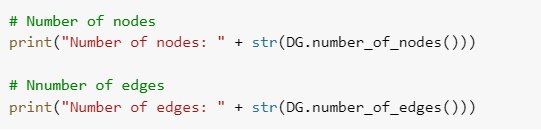 # Number of nodes
print("Number of nodes: " + str(DG.number_of_nodes()))
# Nnumber of edges
print("Number of edges: " + str(DG.number_of_edges()))